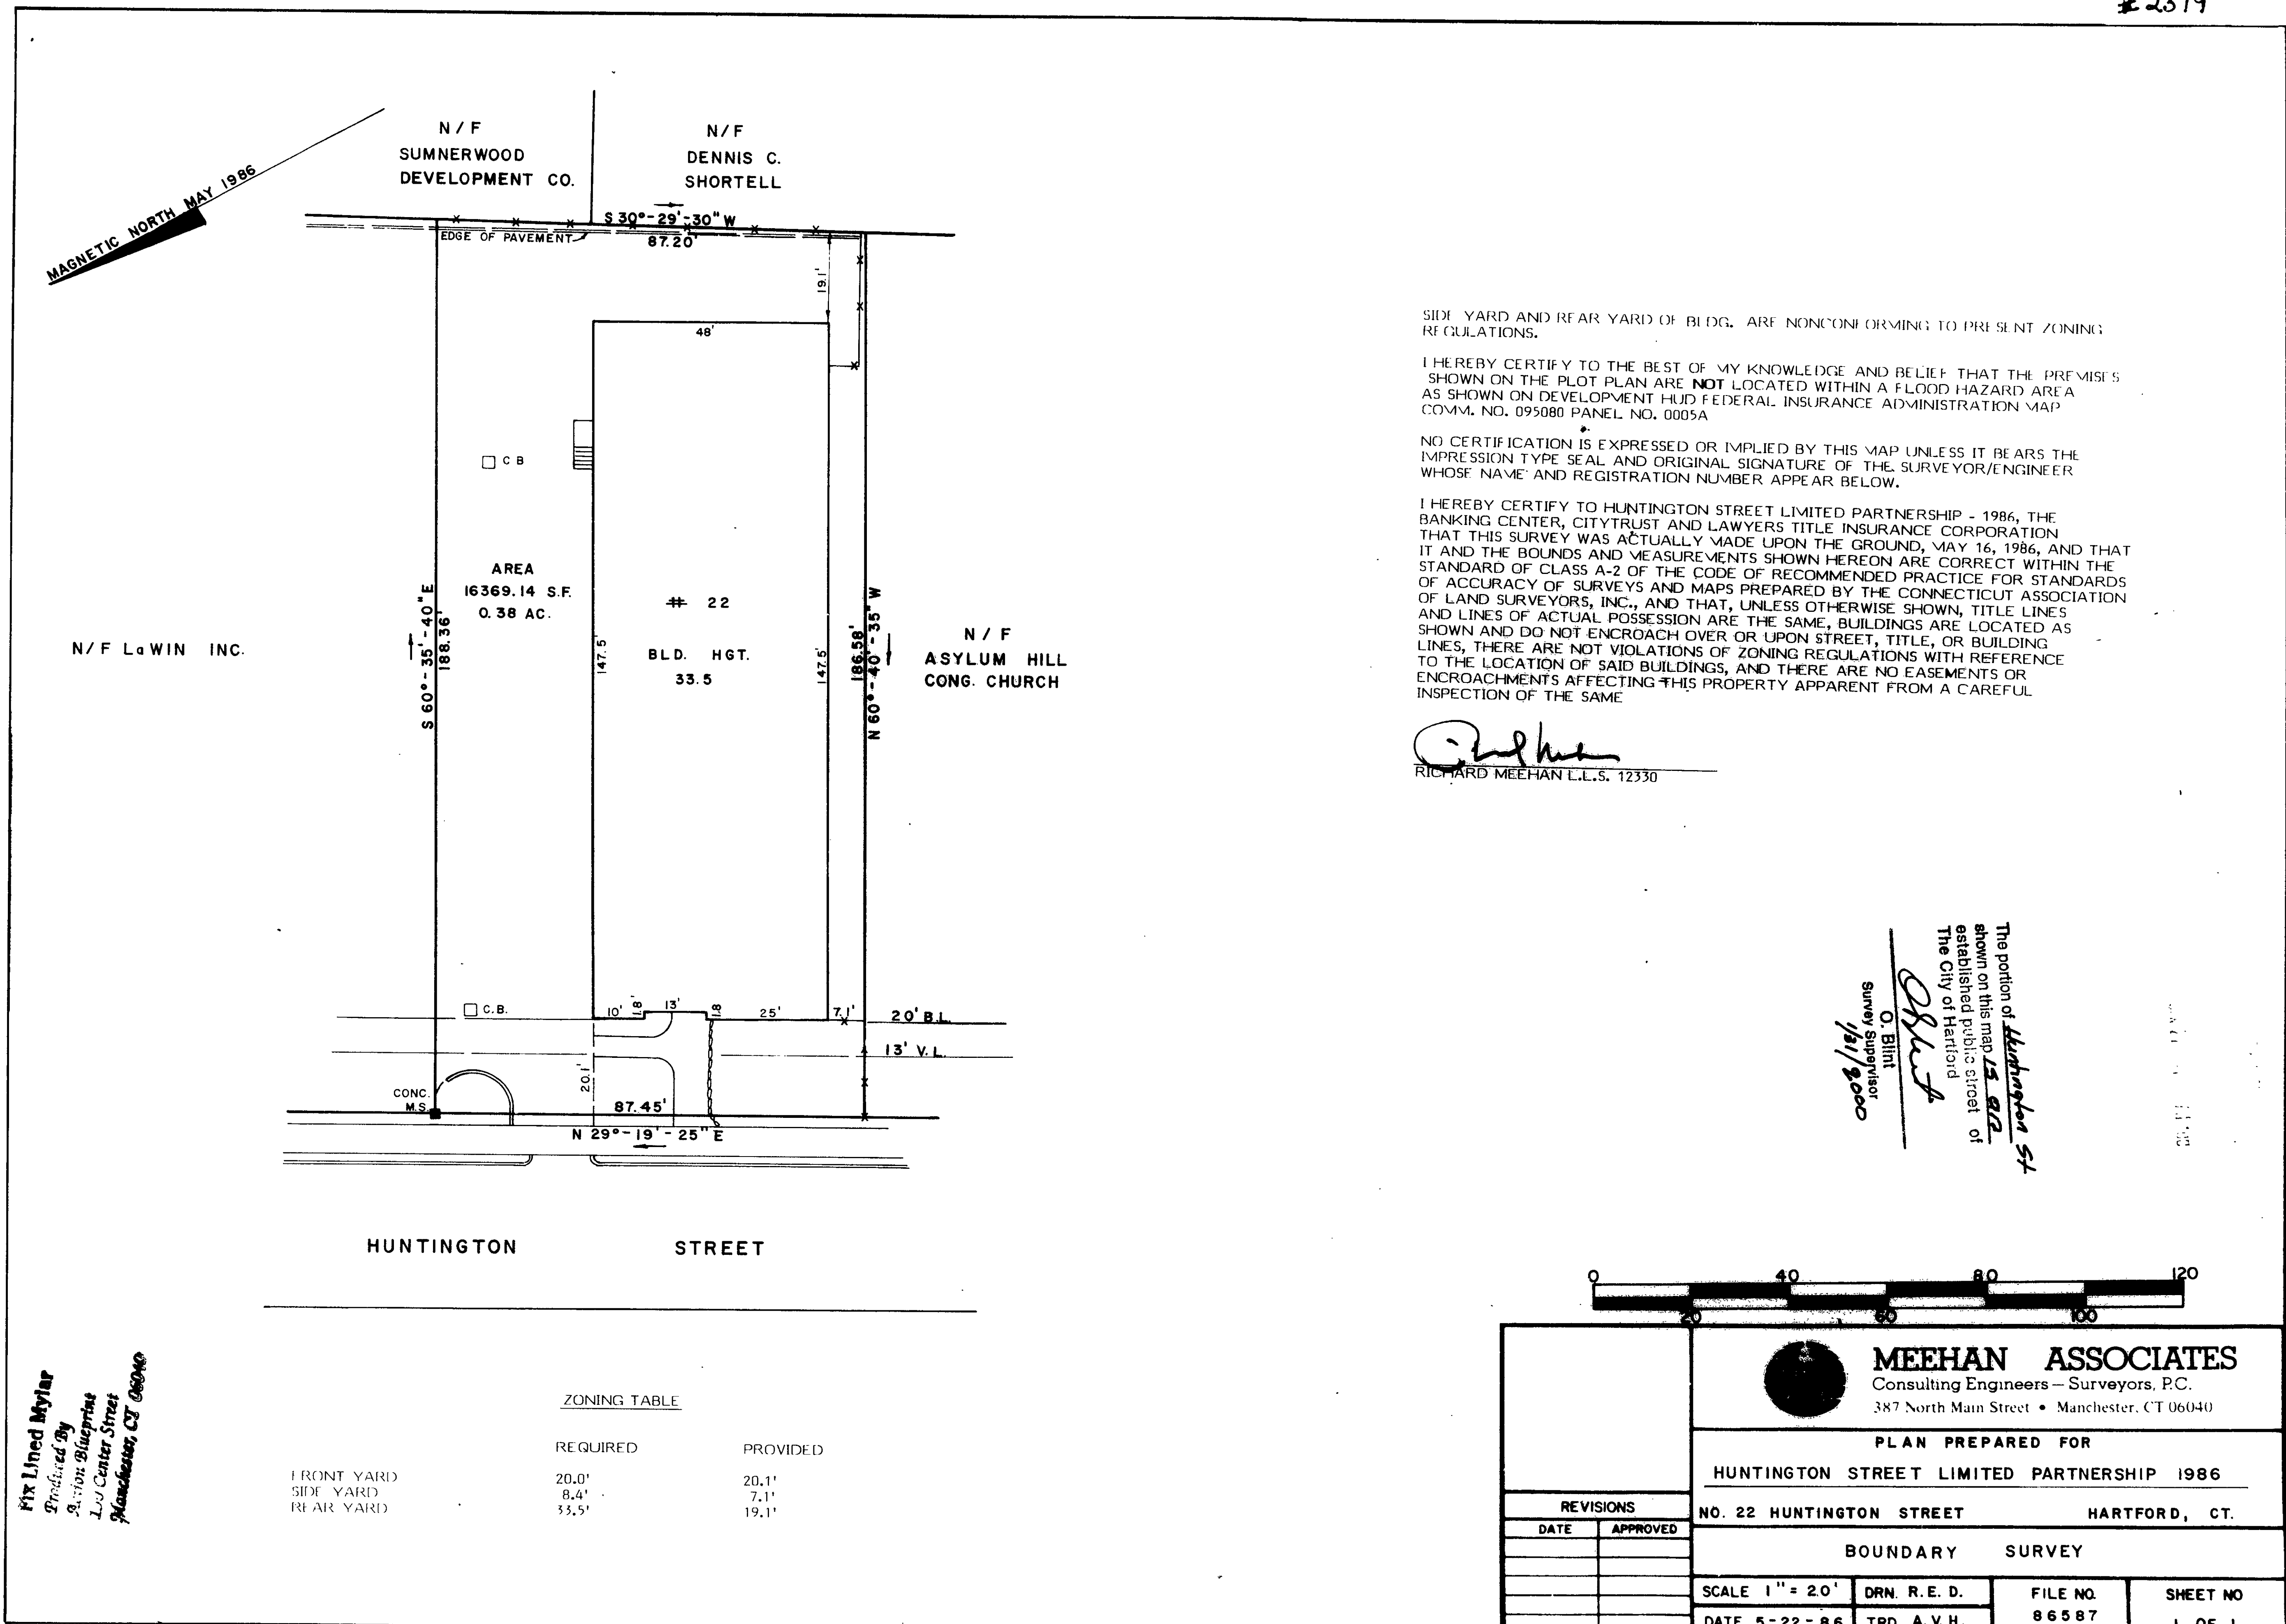 # 2319
MAGNETIC NORTH MAY 1986
N/F
SUMNERWOOD
DEVELOPMENT CO.
N/F
DENNIS C.
SHORTELL
S 30°-29'-30" W
87.20'
EDGE OF PAVEMENT
19.1'
48'
C B
AREA
16369.14 S.F.
0.38 AC.
S 60°-35'-40" E
188.36'
147.5'
# 22
BLD. HGT.
33.5
147.5'
186.58'
N 60°-40'-35" W
N/F LaWIN INC.
N/F
ASYLUM HILL
CONG. CHURCH
C.B.
10'
1.8'
13'
1.8
25'
7.1'
20' B.L.
13' V.L.
20.1'
CONC.
M.S.
87.45'
N 29°-19'-25" E
HUNTINGTON STREET
SIDE YARD AND REAR YARD OF BLDG. ARE NONCONFORMING TO PRESENT ZONING
REGULATIONS.
I HEREBY CERTIFY TO THE BEST OF MY KNOWLEDGE AND BELIEF THAT THE PREMISES
SHOWN ON THE PLOT PLAN ARE NOT LOCATED WITHIN A FLOOD HAZARD AREA
AS SHOWN ON DEVELOPMENT HUD FEDERAL INSURANCE ADMINISTRATION MAP
COMM. NO. 095080 PANEL NO. 0005A
NO CERTIFICATION IS EXPRESSED OR IMPLIED BY THIS MAP UNLESS IT BEARS THE
IMPRESSION TYPE SEAL AND ORIGINAL SIGNATURE OF THE SURVEYOR/ENGINEER
WHOSE NAME AND REGISTRATION NUMBER APPEAR BELOW.
I HEREBY CERTIFY TO HUNTINGTON STREET LIMITED PARTNERSHIP - 1986, THE
BANKING CENTER, CITYTRUST AND LAWYERS TITLE INSURANCE CORPORATION
THAT THIS SURVEY WAS ACTUALLY MADE UPON THE GROUND, MAY 16, 1986, AND THAT
IT AND THE BOUNDS AND MEASUREMENTS SHOWN HEREON ARE CORRECT WITHIN THE
STANDARD OF CLASS A-2 OF THE CODE OF RECOMMENDED PRACTICE FOR STANDARDS
OF ACCURACY OF SURVEYS AND MAPS PREPARED BY THE CONNECTICUT ASSOCIATION
OF LAND SURVEYORS, INC., AND THAT, UNLESS OTHERWISE SHOWN, TITLE LINES
AND LINES OF ACTUAL POSSESSION ARE THE SAME, BUILDINGS ARE LOCATED AS
SHOWN AND DO NOT ENCROACH OVER OR UPON STREET, TITLE, OR BUILDING
LINES, THERE ARE NOT VIOLATIONS OF ZONING REGULATIONS WITH REFERENCE
TO THE LOCATION OF SAID BUILDINGS, AND THERE ARE NO EASEMENTS OR
ENCROACHMENTS AFFECTING THIS PROPERTY APPARENT FROM A CAREFUL
INSPECTION OF THE SAME
RICHARD MEEHAN L.L.S. 12330
The portion of Huntington St
shown on this map is an
established public street of
The City of Hartford
O. Blint
Survey Supervisor
1/31/2000
0 40 80 120
20 60 100
Fix Lined Mylar
Produced By
Action Blueprint
Center Street
Manchester, CT 06040
ZONING TABLE
REQUIRED PROVIDED
FRONT YARD 20.0' 20.1'
SIDE YARD 8.4' 7.1'
REAR YARD 33.5' 19.1'
MEEHAN ASSOCIATES
Consulting Engineers – Surveyors, P.C.
387 North Main Street • Manchester, CT 06040
PLAN PREPARED FOR
HUNTINGTON STREET LIMITED PARTNERSHIP 1986
NO. 22 HUNTINGTON STREET HARTFORD, CT.
BOUNDARY SURVEY
REVISIONS
DATE APPROVED
SCALE 1" = 20' DRN. R.E.D. FILE NO. SHEET NO
DATE 5-22-86 TRD. A.V.H. 86587 1 OF 1